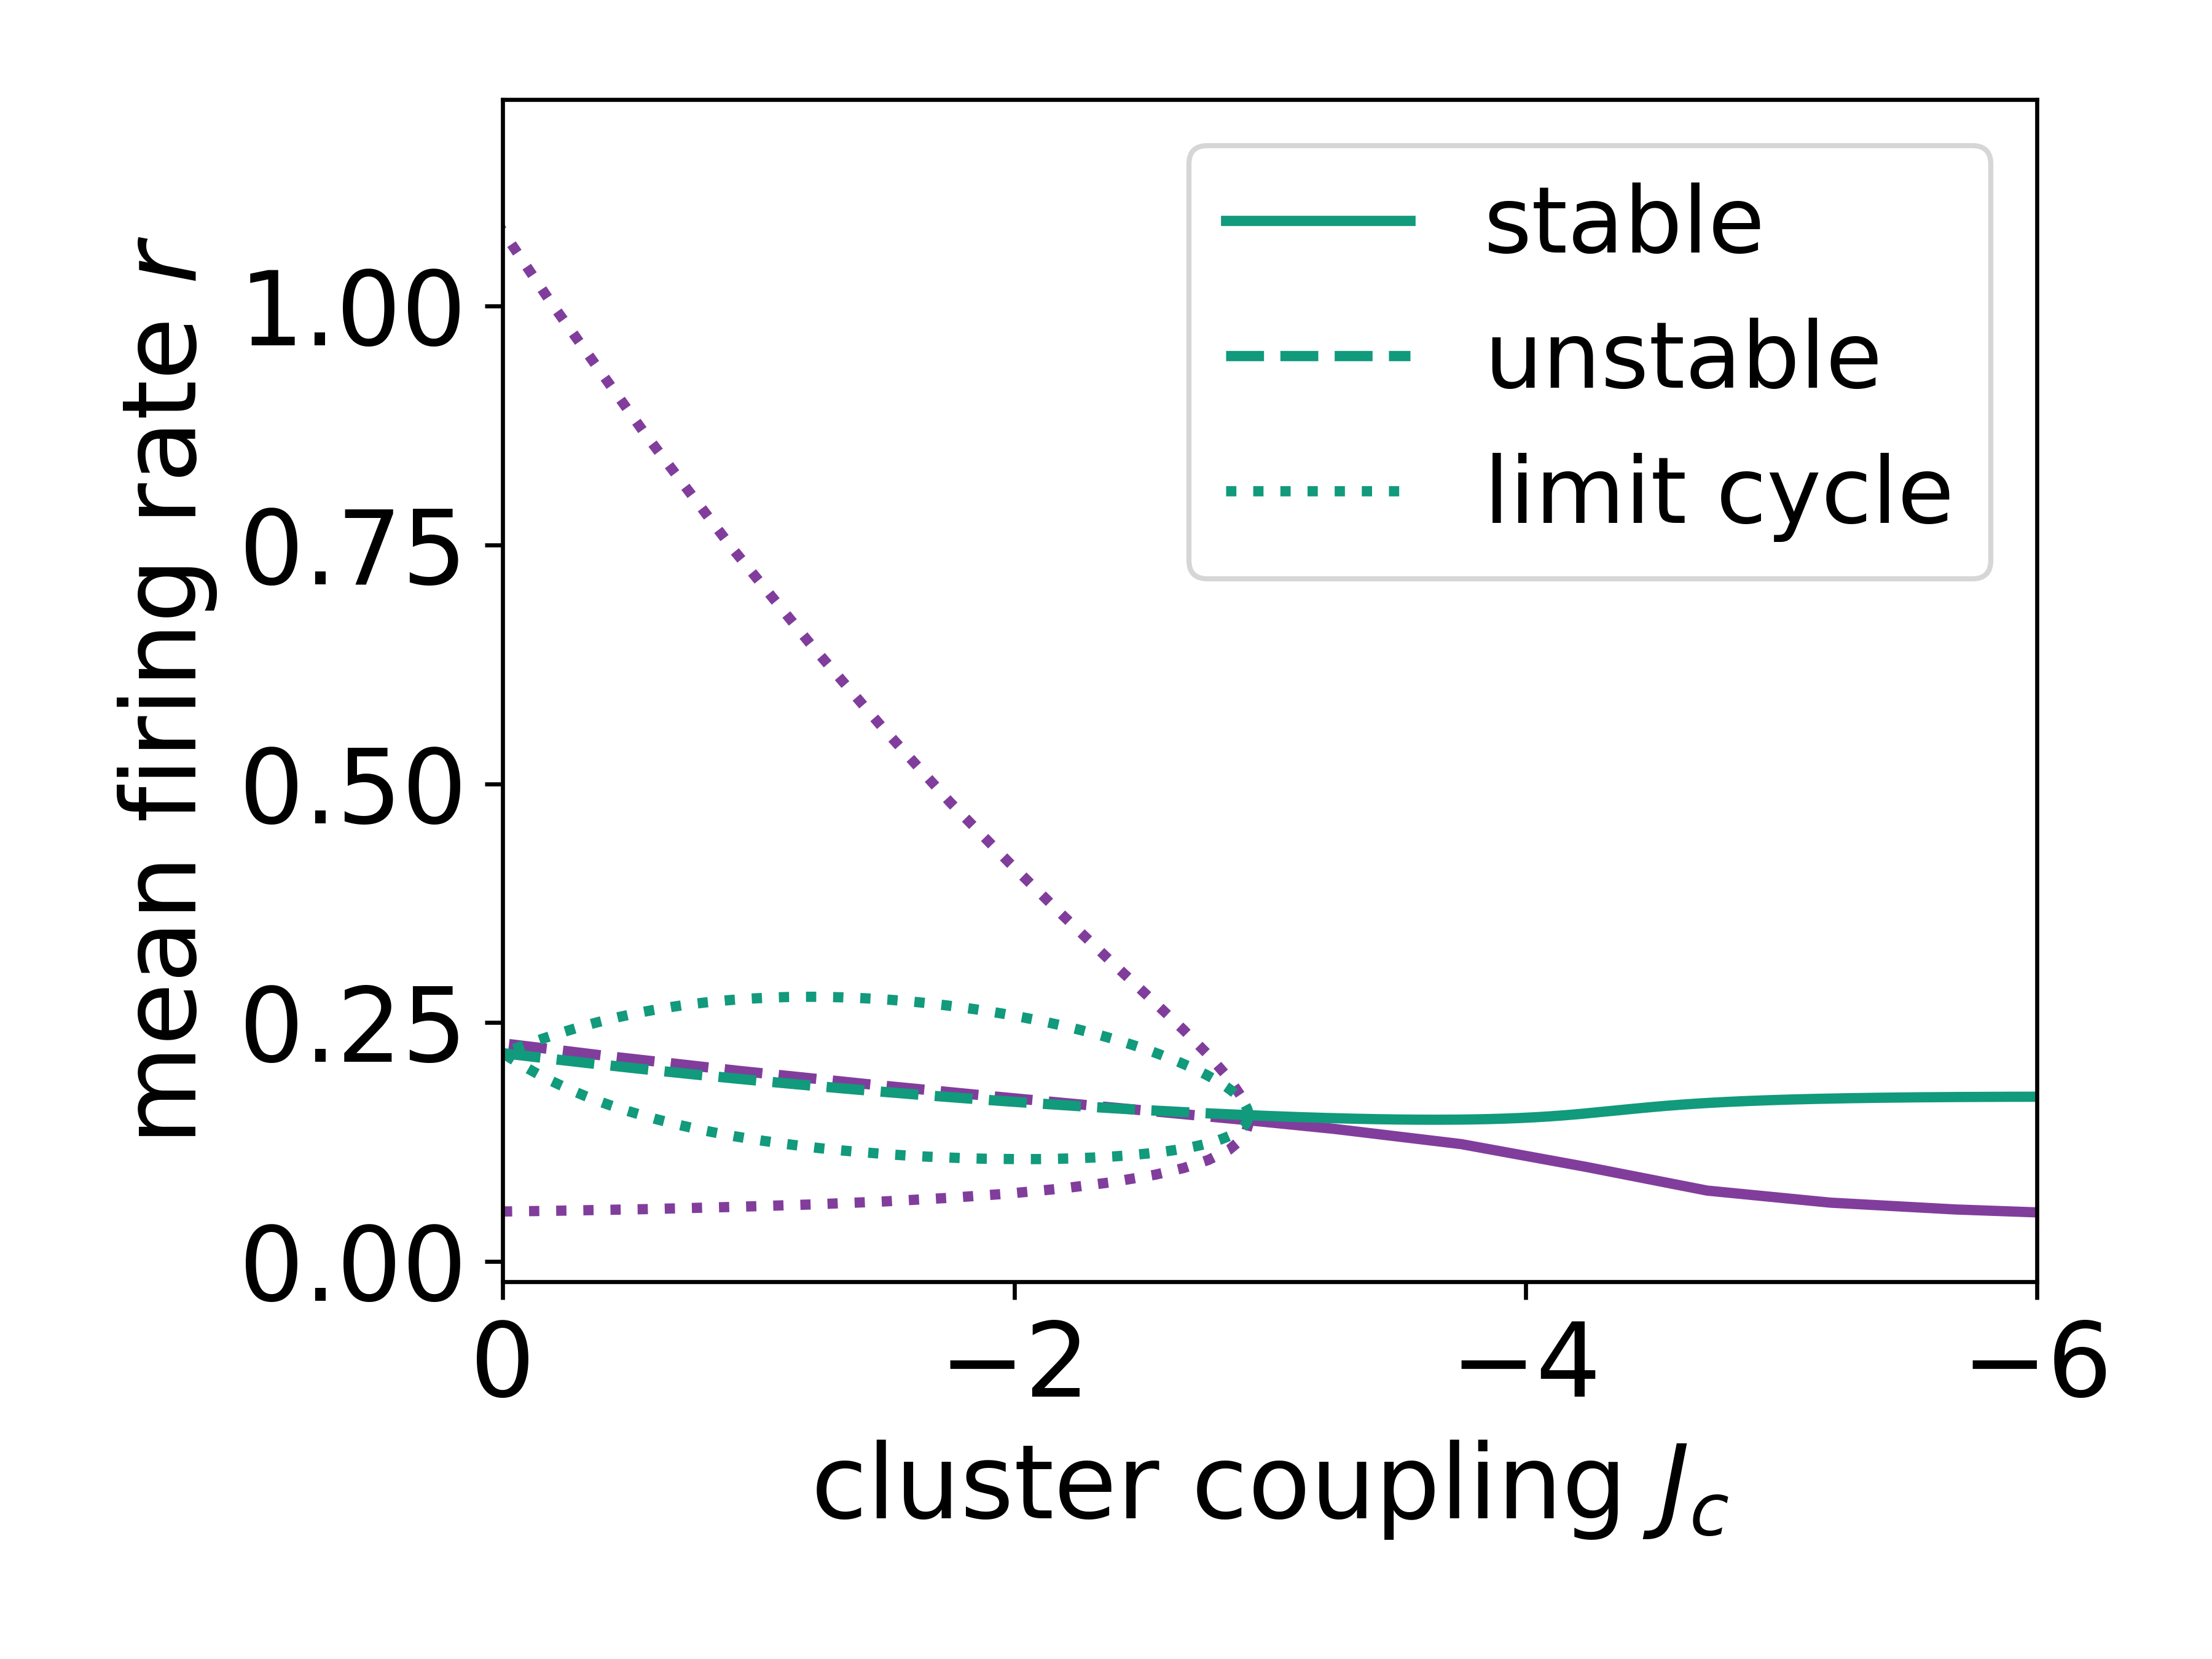 mean firing rate r
1.00
0.75
0.50
0.25
0.00
stable
unstable
limit cycle
0
−2
−4
−6
cluster coupling J_c